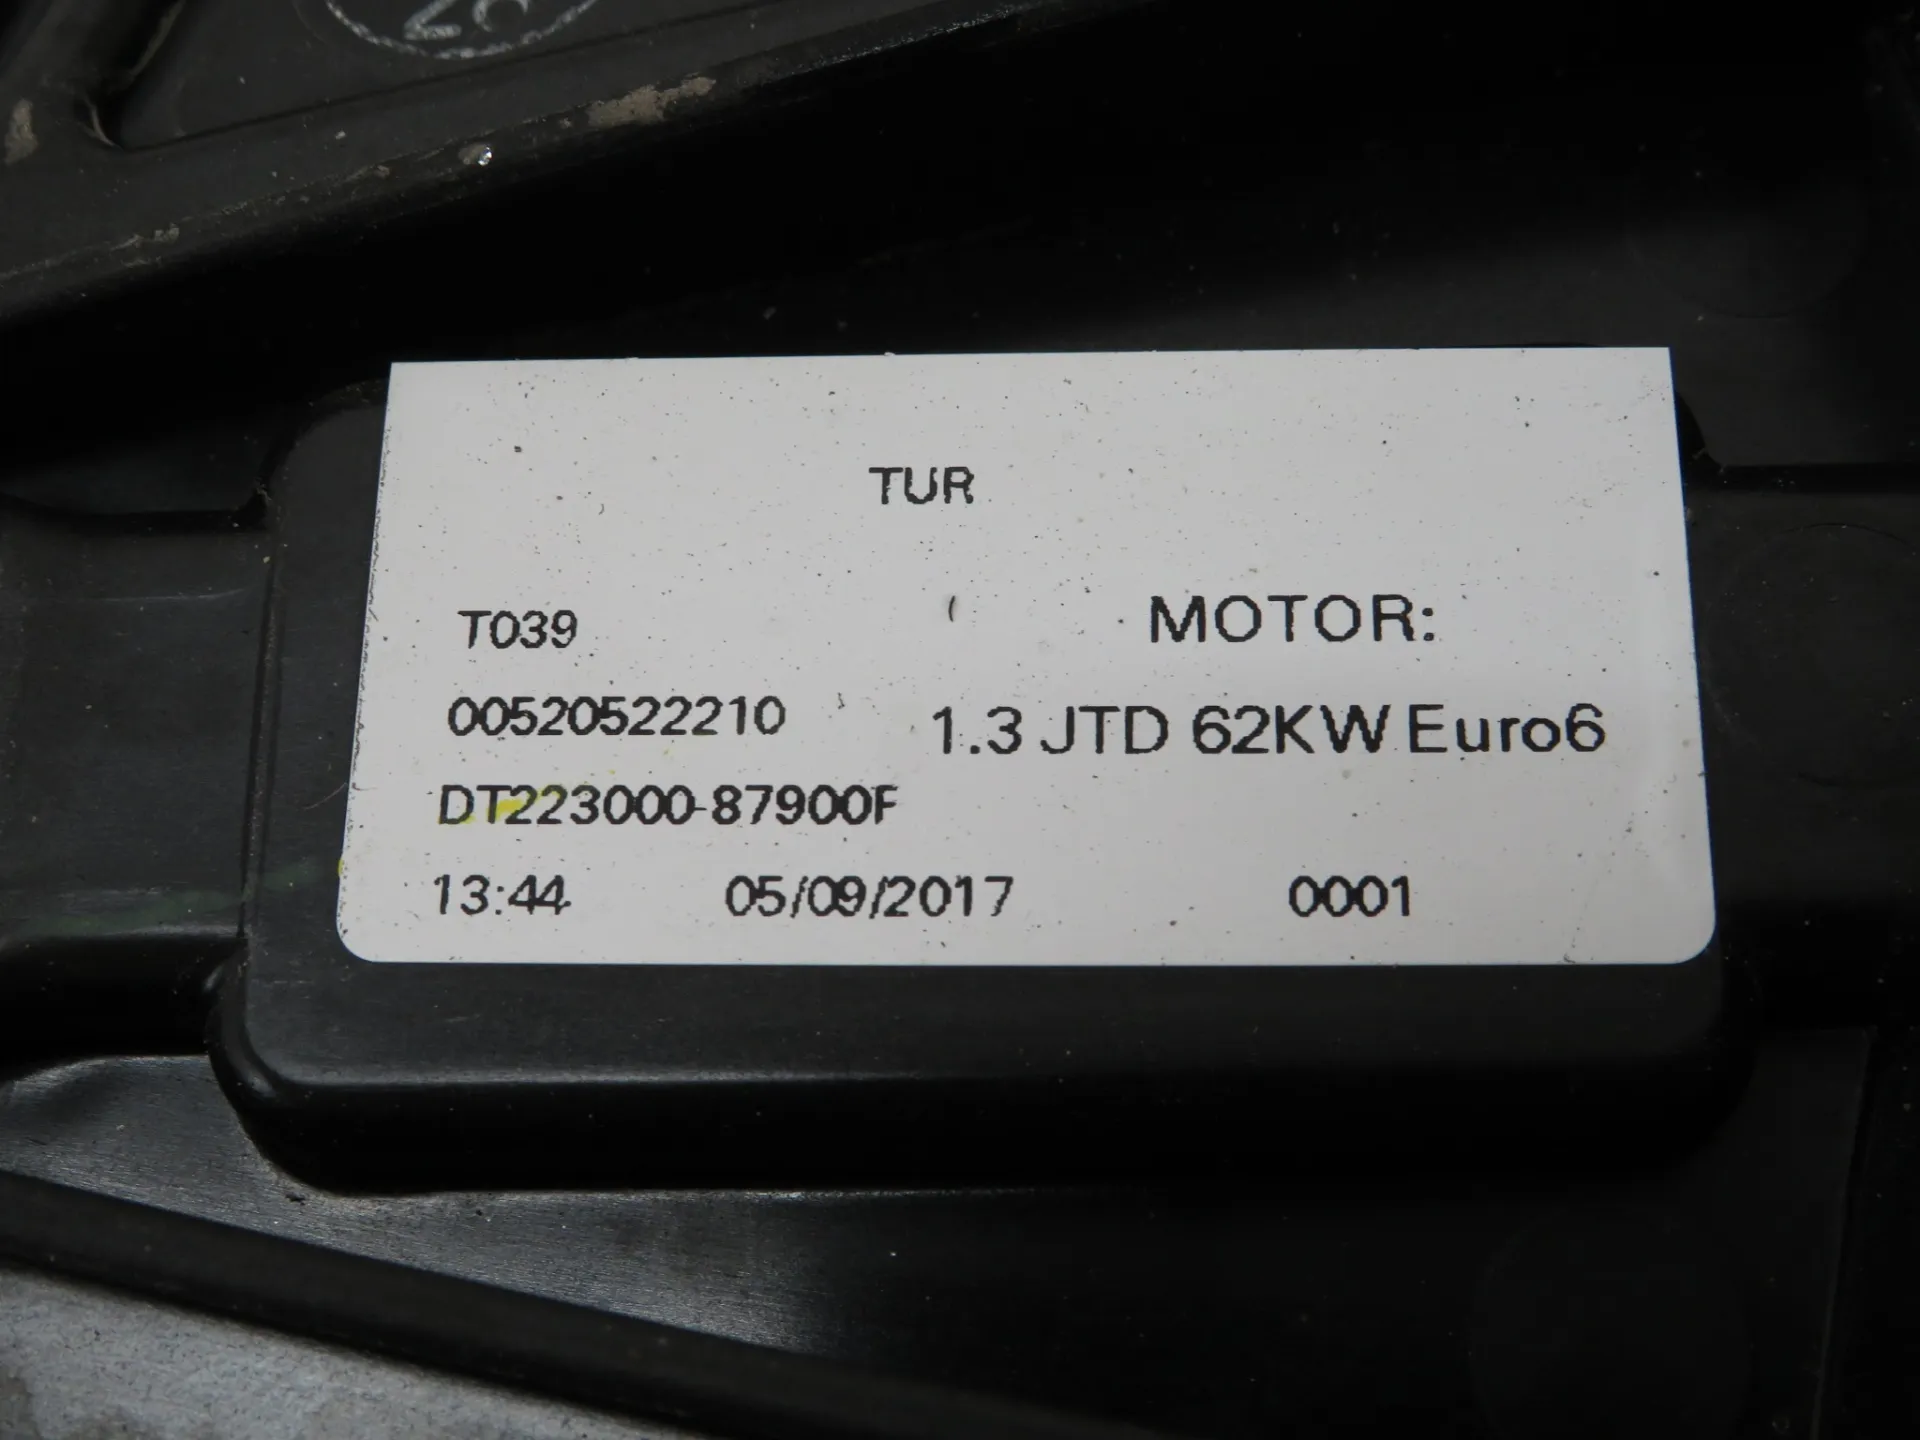 TUR
T039
MOTOR:
00520522210
1.3 JTD 62KW Euro6
DT223000-87900F
13:44 05/09/2017 0001